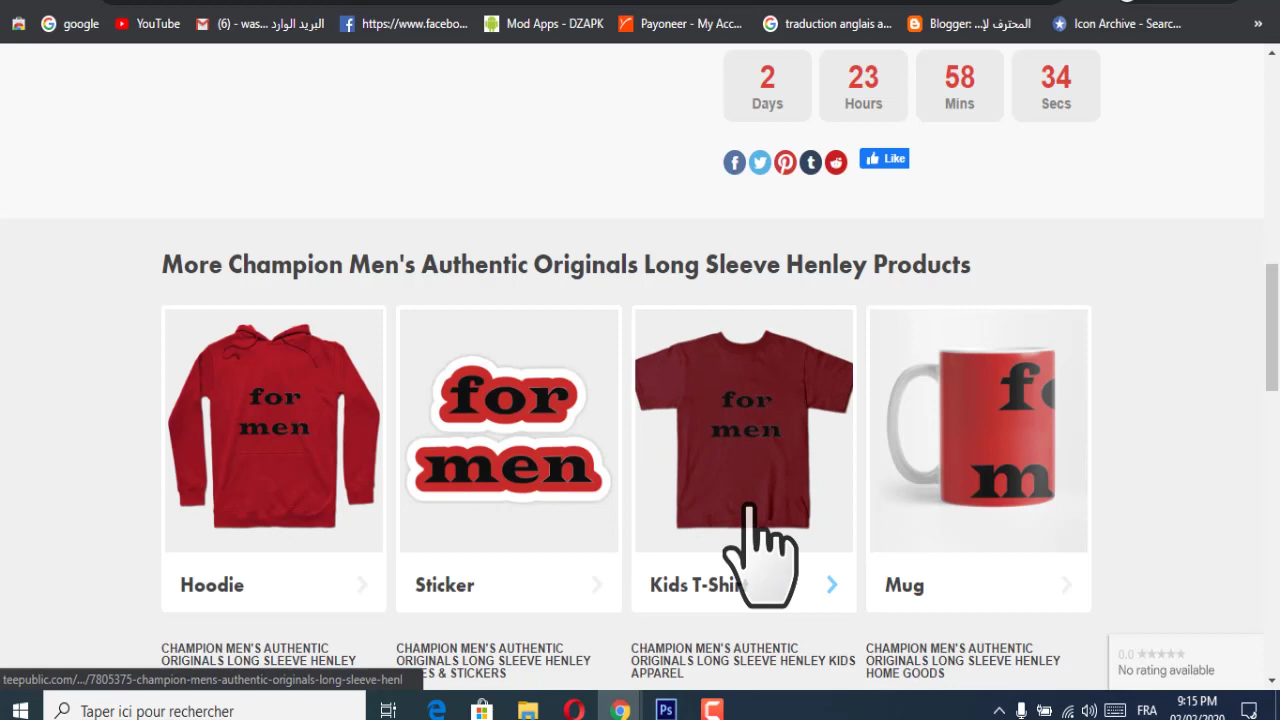 google
YouTube
البريد الوارد (6) - was...
https://www.facebo...
Mod Apps - DZAPK
Payoneer - My Acc...
traduction anglais a...
Blogger: ...المحترف لإ
Icon Archive - Searc...
»
2 23 58 34
Days Hours Mins Secs
Like
More Champion Men's Authentic Originals Long Sleeve Henley Products
for
men
for
men
for
men
fo
m
Hoodie
Sticker
Kids T-Shirt
Mug
CHAMPION MEN'S AUTHENTIC
ORIGINALS LONG SLEEVE HENLEY
CHAMPION MEN'S AUTHENTIC
ORIGINALS LONG SLEEVE HENLEY
ES & STICKERS
CHAMPION MEN'S AUTHENTIC
ORIGINALS LONG SLEEVE HENLEY KIDS
APPAREL
CHAMPION MEN'S AUTHENTIC
ORIGINALS LONG SLEEVE HENLEY
HOME GOODS
0.0
No rating available
teepublic.com/.../7805375-champion-mens-authentic-originals-long-sleeve-henl
Taper ici pour rechercher
Ps
FRA
9:15 PM